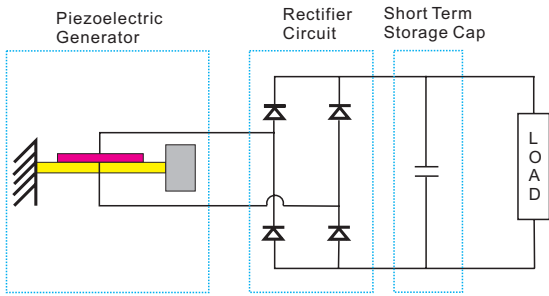 Piezoelectric
Generator
Rectifier
Circuit
Short Term
Storage Cap
L
O
A
D